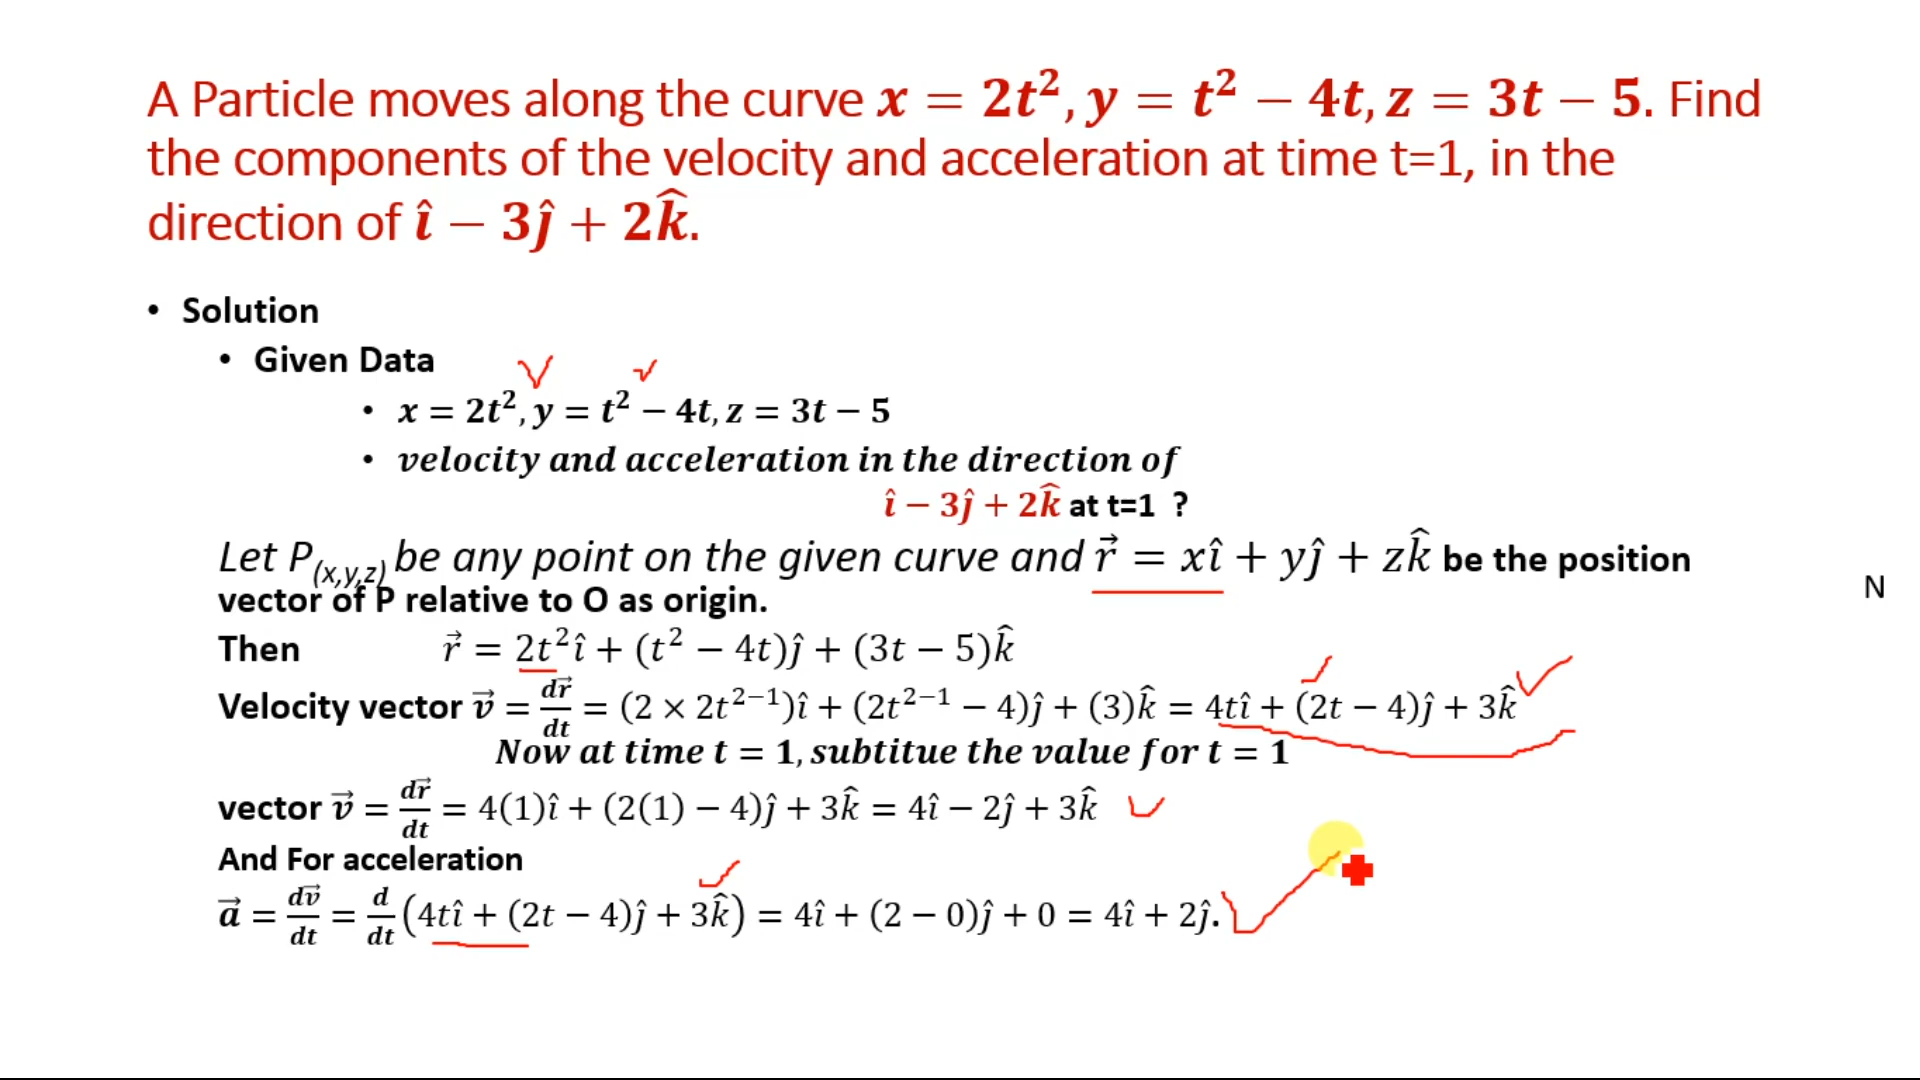 A Particle moves along the curve x = 2t², y = t² − 4t, z = 3t − 5. Find
the components of the velocity and acceleration at time t=1, in the
direction of î − 3ĵ + 2k̂.
• Solution
• Given Data
• x = 2t², y = t² − 4t, z = 3t − 5
• velocity and acceleration in the direction of
î − 3ĵ + 2k̂ at t=1 ?
Let P(x,y,z) be any point on the given curve and r⃗ = xî + yĵ + zk̂ be the position
vector of P relative to O as origin.
N
Then r⃗ = 2t²î + (t² − 4t)ĵ + (3t − 5)k̂
Velocity vector v⃗ = dr⃗/dt = (2 × 2t²⁻¹)î + (2t²⁻¹ − 4)ĵ + (3)k̂ = 4tî + (2t − 4)ĵ + 3k̂
Now at time t = 1, subtitue the value for t = 1
vector v⃗ = dr⃗/dt = 4(1)î + (2(1) − 4)ĵ + 3k̂ = 4î − 2ĵ + 3k̂
And For acceleration
a⃗ = dv⃗/dt = d/dt (4tî + (2t − 4)ĵ + 3k̂) = 4î + (2 − 0)ĵ + 0 = 4î + 2ĵ.